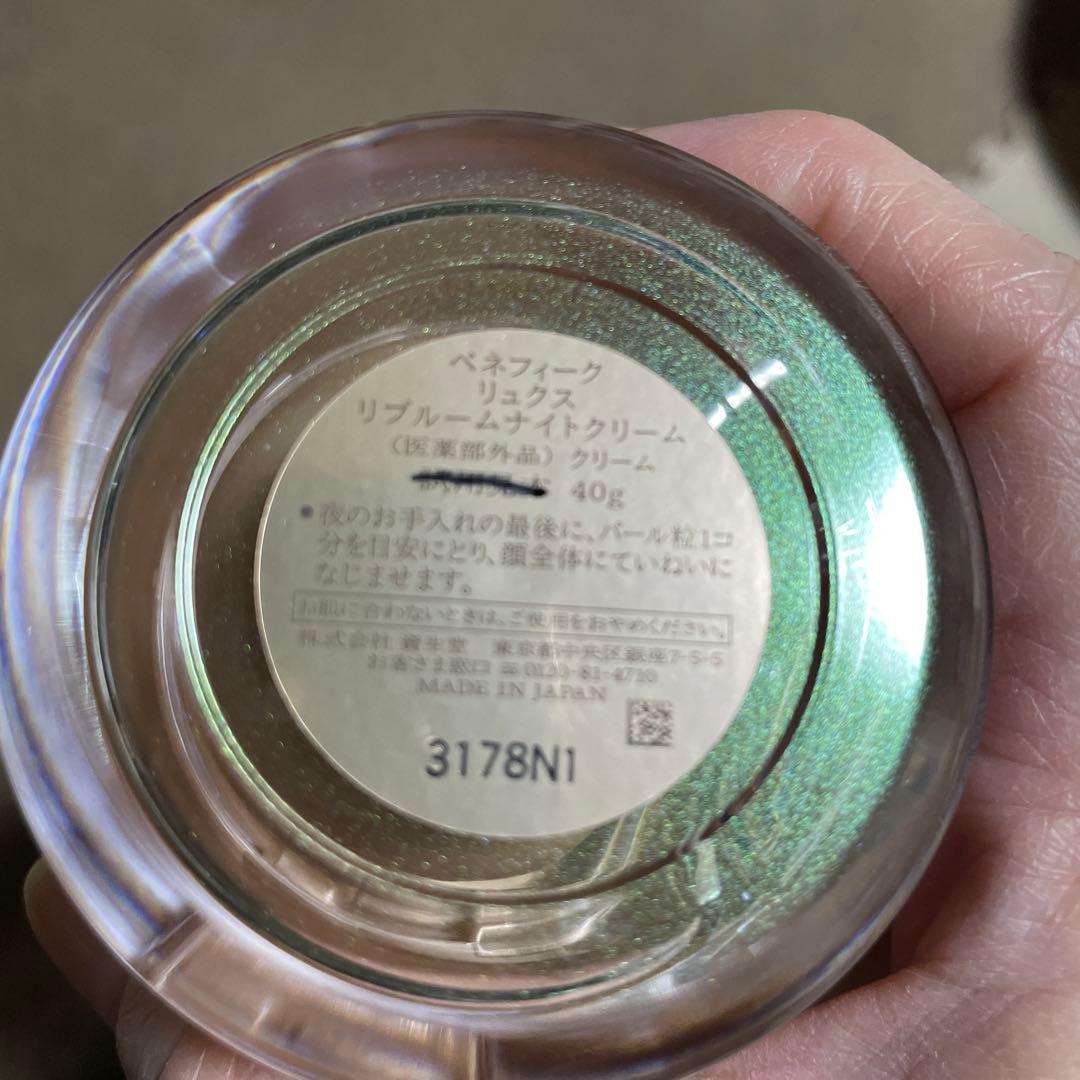 ベネフィーク
リュクス
リブルームナイトクリーム
（医薬部外品）クリーム
40g
•夜のお手入れの最後に、パール粒1コ
分を目安にとり、顔全体にていねいに
なじませます。
お肌に合わないときは、ご使用をおやめください。
株式会社 資生堂 東京都中央区銀座7-5-5
お客さま窓口 ☎0120-81-4710
MADE IN JAPAN
3178N1